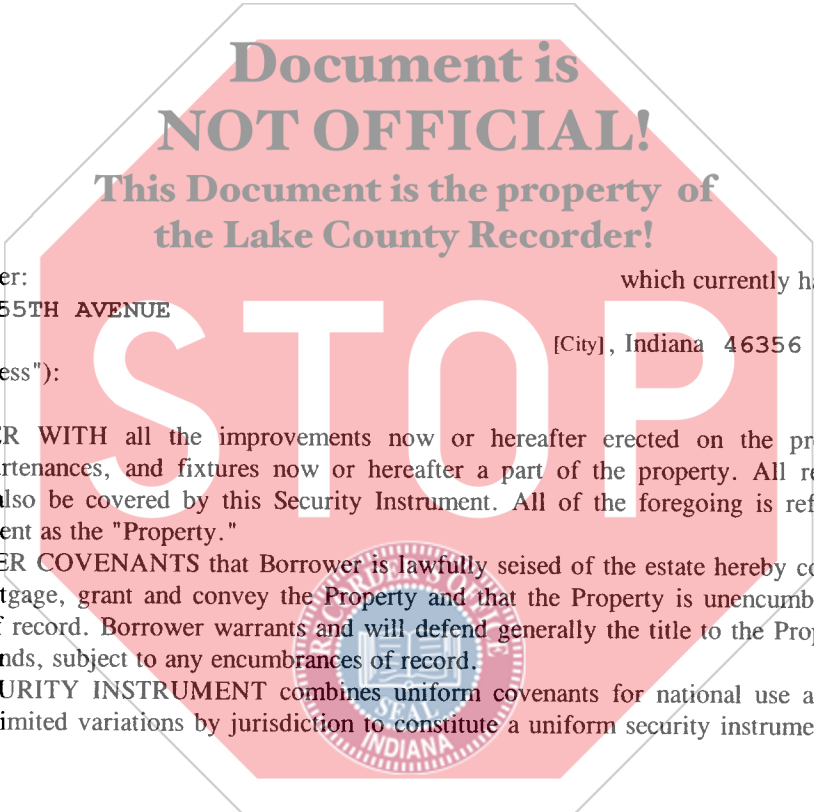 Document is
NOT OFFICIAL!
This Document is the property of
the Lake County Recorder!
er: which currently ha
55TH AVENUE
[City], Indiana 46356
ess"):
STOP
ER WITH all the improvements now or hereafter erected on the pr
rtenances, and fixtures now or hereafter a part of the property. All re
also be covered by this Security Instrument. All of the foregoing is ref
ent as the "Property."
ER COVENANTS that Borrower is lawfully seised of the estate hereby co
tgage, grant and convey the Property and that the Property is unencumb
f record. Borrower warrants and will defend generally the title to the Prop
nds, subject to any encumbrances of record.
URITY INSTRUMENT combines uniform covenants for national use a
imited variations by jurisdiction to constitute a uniform security instrume
RECORDER'S OFFICE
SEAL
INDIANA